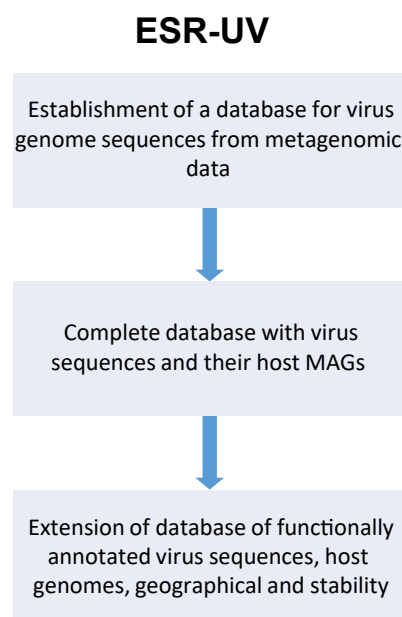 ESR-UV
Establishment of a database for virus
genome sequences from metagenomic
data
Complete database with virus
sequences and their host MAGs
Extension of database of functionally
annotated virus sequences, host
genomes, geographical and stability